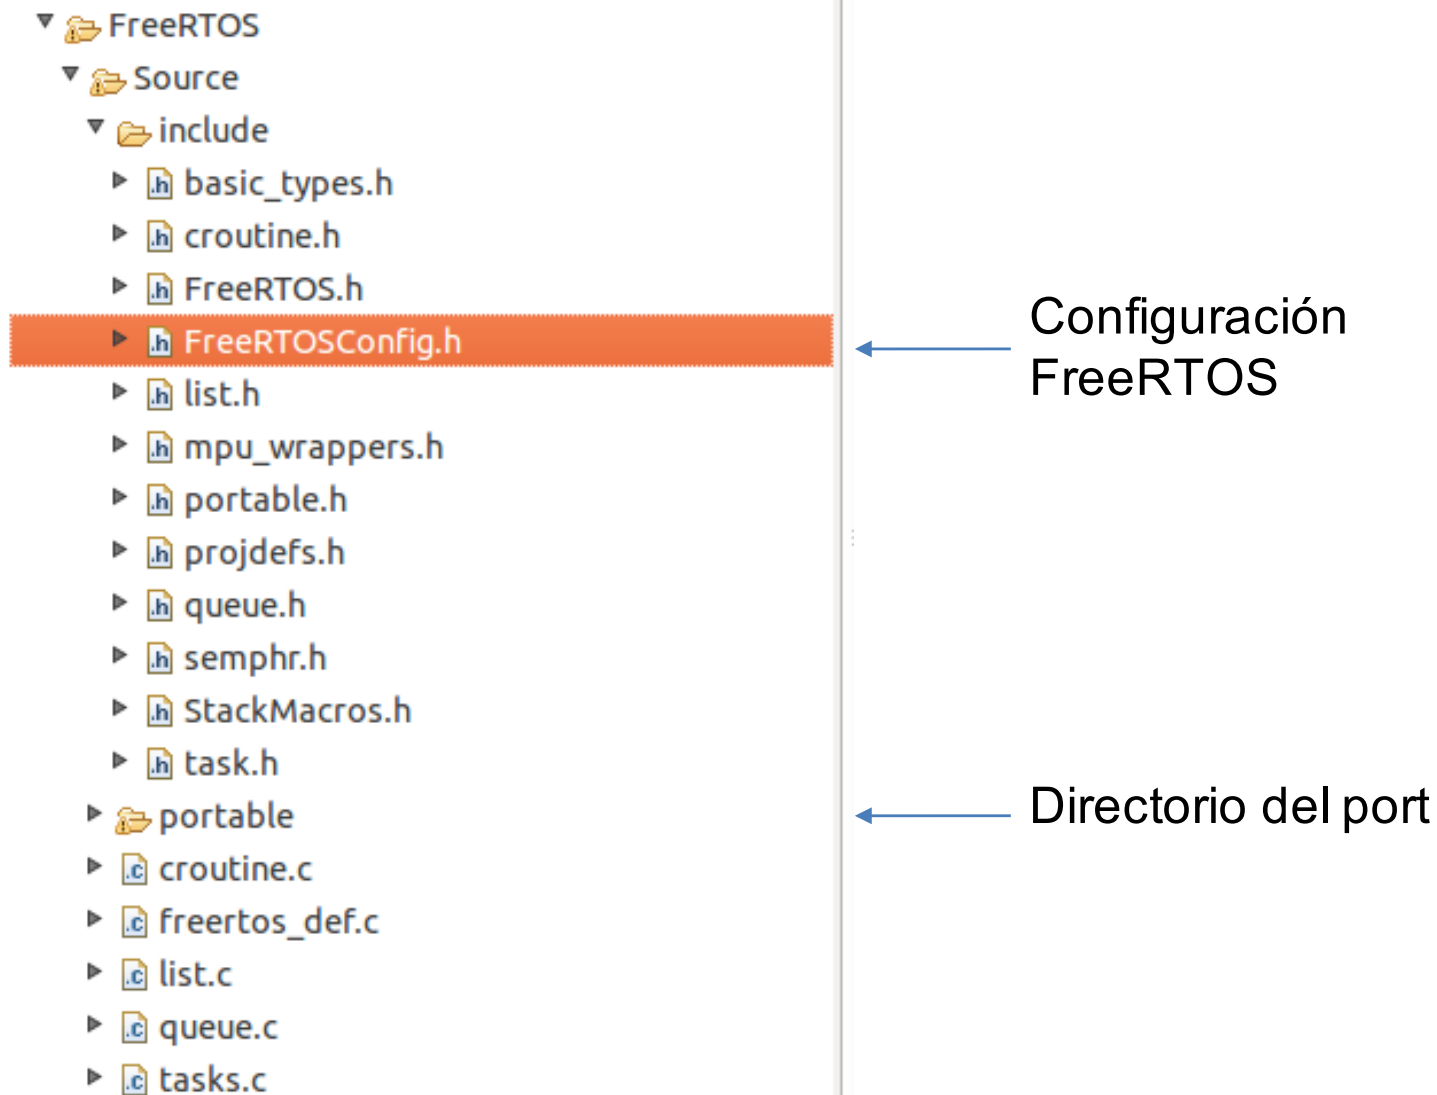 FreeRTOS
Source
include
.h basic_types.h
.h croutine.h
.h FreeRTOS.h
.h FreeRTOSConfig.h
.h list.h
.h mpu_wrappers.h
.h portable.h
.h projdefs.h
.h queue.h
.h semphr.h
.h StackMacros.h
.h task.h
portable
.c croutine.c
.c freertos_def.c
.c list.c
.c queue.c
.c tasks.c
Configuración
FreeRTOS
Directorio del port